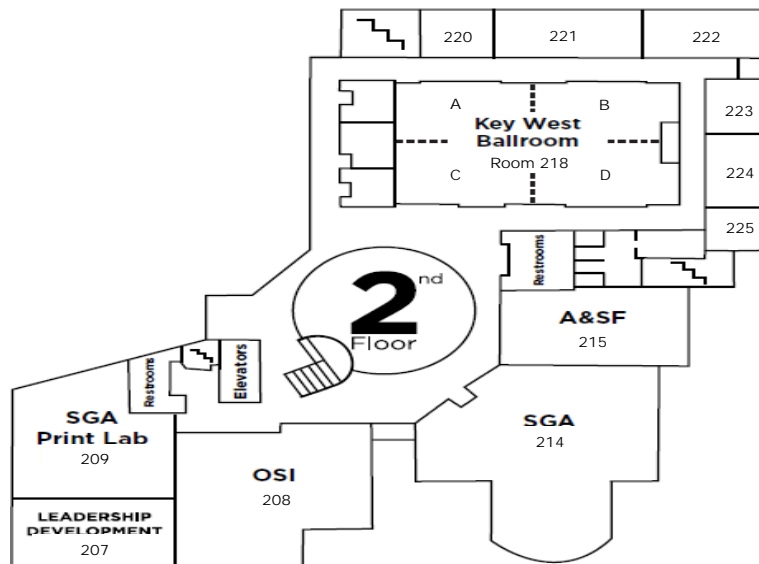 220
221
222
A
B
223
Key West
Ballroom
Room 218
224
C
D
225
Restrooms
2nd
Floor
A&SF
215
Elevators
Restrooms
SGA
Print Lab
209
SGA
214
OSI
208
LEADERSHIP
DEVELOPMENT
207